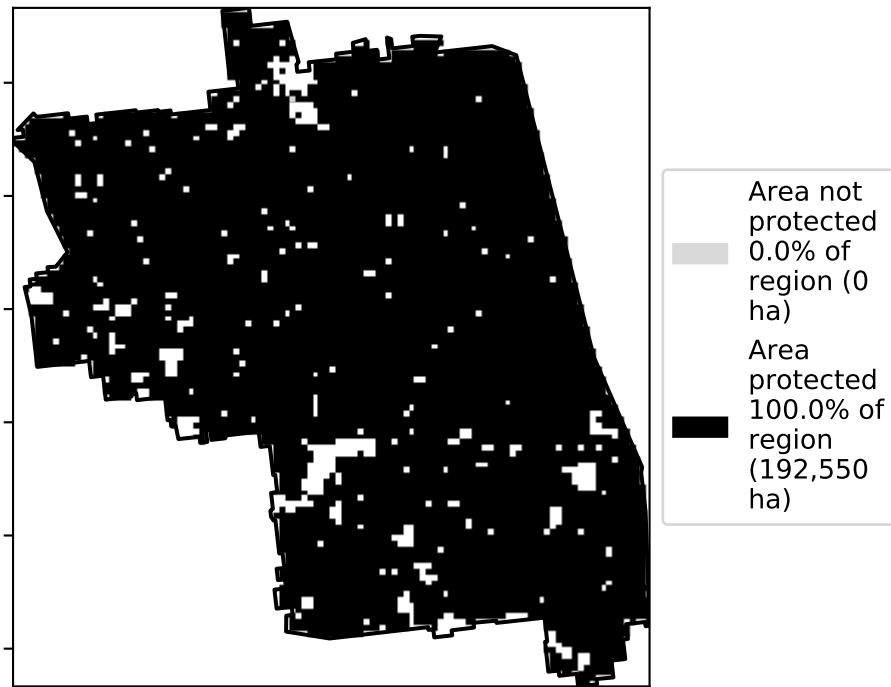 Area not
protected
0.0% of
region (0
ha)
Area
protected
100.0% of
region
(192,550
ha)